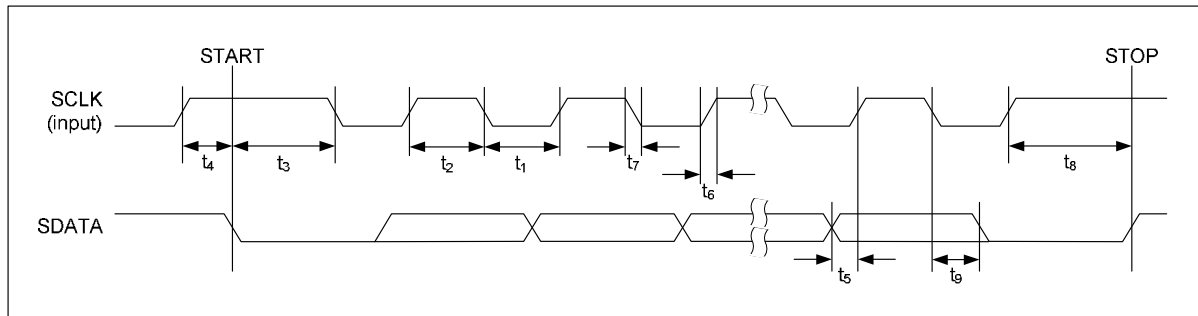 START
STOP
SCLK
(input)
t4
t3
t2
t1
t7
t6
t8
SDATA
t5
t9